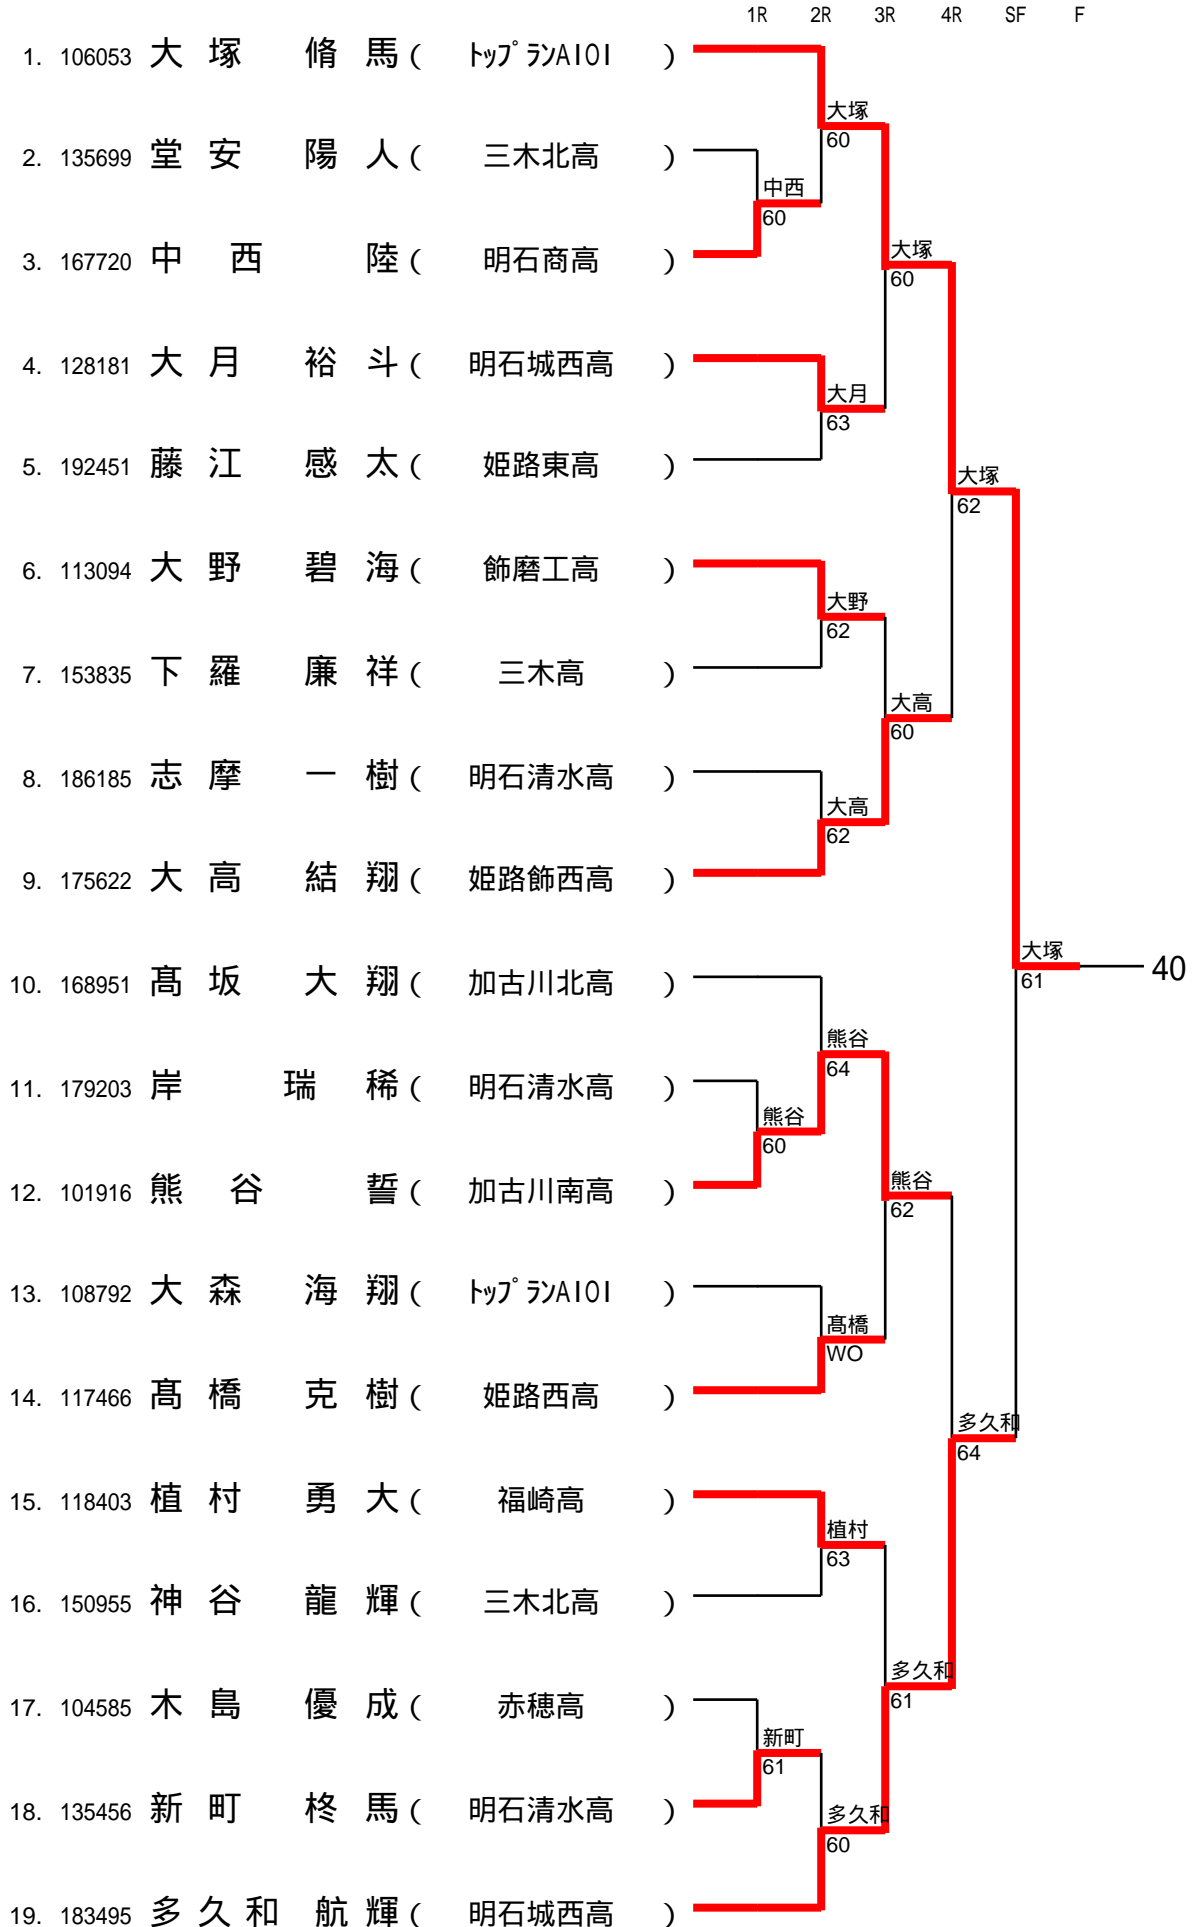 1R 2R 3R 4R SF F
1. 106053 大塚 脩馬 ( ﾄｯﾌﾟﾗﾝAIOI )
大塚
60
2. 135699 堂安 陽人 ( 三木北高 )
中西
60
3. 167720 中西 陸 ( 明石商高 )
大塚
60
4. 128181 大月 裕斗 ( 明石城西高 )
大月
63
5. 192451 藤江 感太 ( 姫路東高 )
大塚
62
6. 113094 大野 碧海 ( 飾磨工高 )
大野
62
7. 153835 下羅 廉祥 ( 三木高 )
大高
60
8. 186185 志摩 一樹 ( 明石清水高 )
大高
62
9. 175622 大高 結翔 ( 姫路飾西高 )
大塚
61
40
10. 168951 髙坂 大翔 ( 加古川北高 )
熊谷
64
11. 179203 岸 瑞稀 ( 明石清水高 )
熊谷
60
12. 101916 熊谷 誓 ( 加古川南高 )
熊谷
62
13. 108792 大森 海翔 ( ﾄｯﾌﾟﾗﾝAIOI )
髙橋
WO
14. 117466 髙橋 克樹 ( 姫路西高 )
多久和
64
15. 118403 植村 勇大 ( 福崎高 )
植村
63
16. 150955 神谷 龍輝 ( 三木北高 )
多久和
61
17. 104585 木島 優成 ( 赤穂高 )
新町
61
18. 135456 新町 柊馬 ( 明石清水高 )
多久和
60
19. 183495 多久和 航輝 ( 明石城西高 )